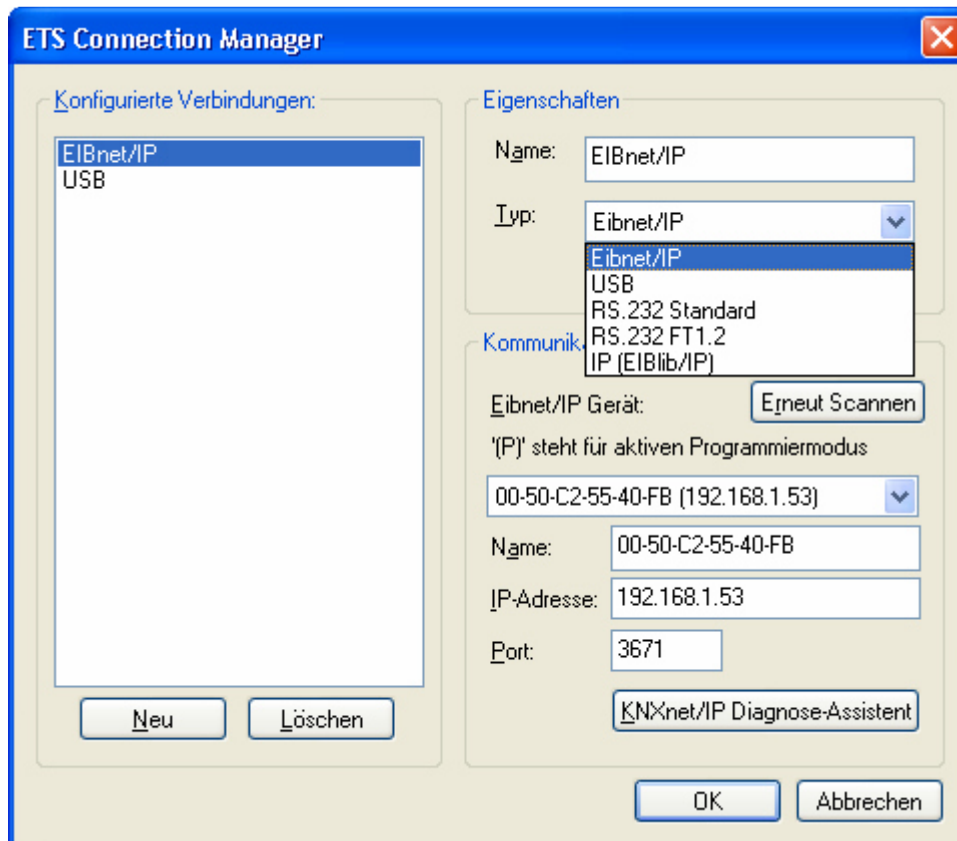 ETS Connection Manager
Konfigurierte Verbindungen:
EIBnet/IP
USB
Neu
Löschen
Eigenschaften
Name:
EIBnet/IP
Typ:
Eibnet/IP
Eibnet/IP
USB
RS.232 Standard
RS.232 FT1.2
IP (EIBlib/IP)
Eibnet/IP Gerät:
Erneut Scannen
'(P)' steht für aktiven Programmiermodus
00-50-C2-55-40-FB (192.168.1.53)
Name:
00-50-C2-55-40-FB
IP-Adresse:
192.168.1.53
Port:
3671
KNXnet/IP Diagnose-Assistent
OK
Abbrechen